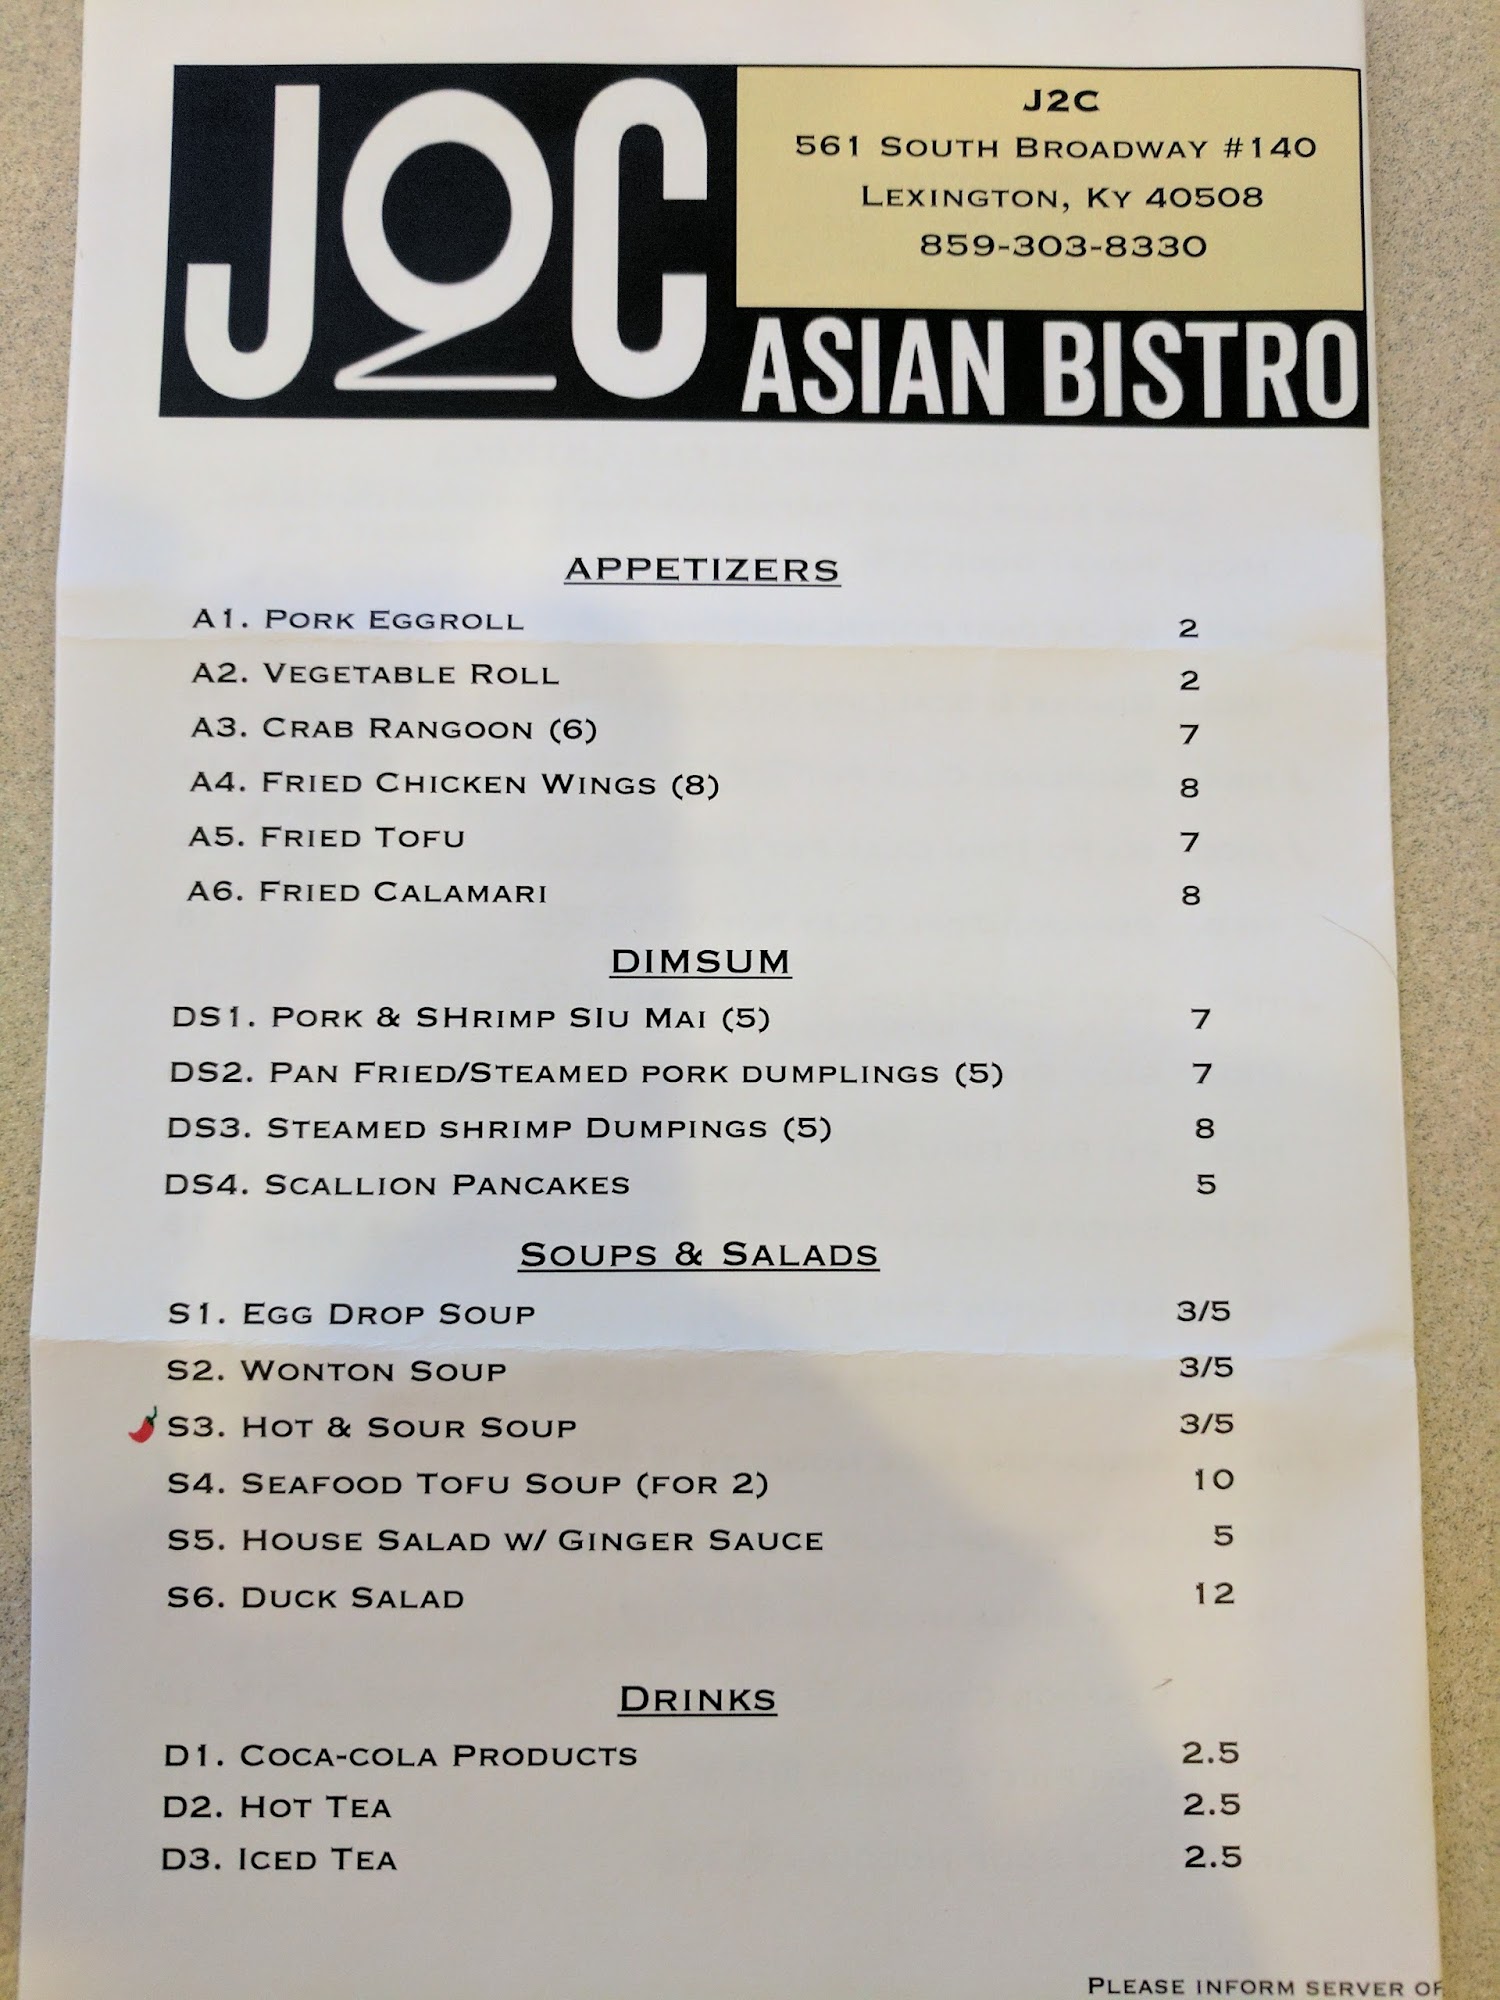 J2C
J2C
561 South Broadway #140
Lexington, Ky 40508
859-303-8330
ASIAN BISTRO
APPETIZERS
A1. Pork Eggroll 2
A2. Vegetable Roll 2
A3. Crab Rangoon (6) 7
A4. Fried Chicken Wings (8) 8
A5. Fried Tofu 7
A6. Fried Calamari 8
DIMSUM
DS1. Pork & SHrimp SIu Mai (5) 7
DS2. Pan Fried/Steamed pork dumplings (5) 7
DS3. Steamed shrimp Dumpings (5) 8
DS4. Scallion Pancakes 5
Soups & Salads
S1. Egg Drop Soup 3/5
S2. Wonton Soup 3/5
S3. Hot & Sour Soup 3/5
S4. Seafood Tofu Soup (for 2) 10
S5. House Salad w/ Ginger Sauce 5
S6. Duck Salad 12
Drinks
D1. Coca-cola Products 2.5
D2. Hot Tea 2.5
D3. Iced Tea 2.5
Please inform server of